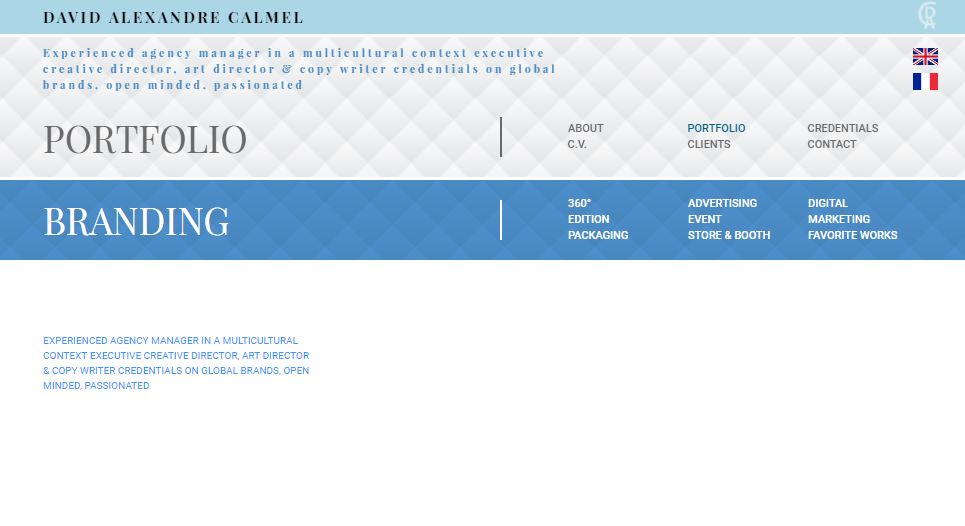 DAVID ALEXANDRE CALMEL
Experienced agency manager in a multicultural context executive
creative director, art director & copy writer credentials on global
brands, open minded, passionated
PORTFOLIO
ABOUT PORTFOLIO CREDENTIALS
C.V. CLIENTS CONTACT
BRANDING
360° ADVERTISING DIGITAL
EDITION EVENT MARKETING
PACKAGING STORE & BOOTH FAVORITE WORKS
EXPERIENCED AGENCY MANAGER IN A MULTICULTURAL
CONTEXT EXECUTIVE CREATIVE DIRECTOR, ART DIRECTOR
& COPY WRITER CREDENTIALS ON GLOBAL BRANDS, OPEN
MINDED, PASSIONATED